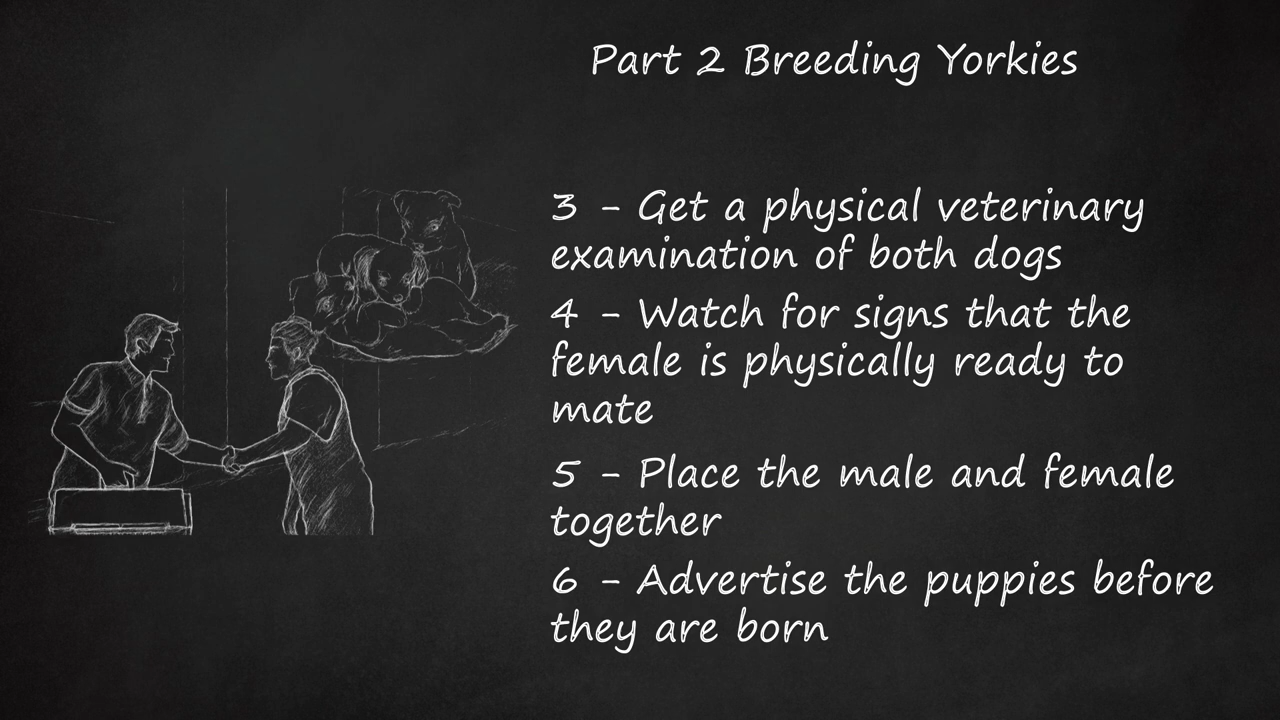 Part 2 Breeding Yorkies
3 - Get a physical veterinary
examination of both dogs
4 - Watch for signs that the
female is physically ready to
mate
5 - Place the male and female
together
6 - Advertise the puppies before
they are born